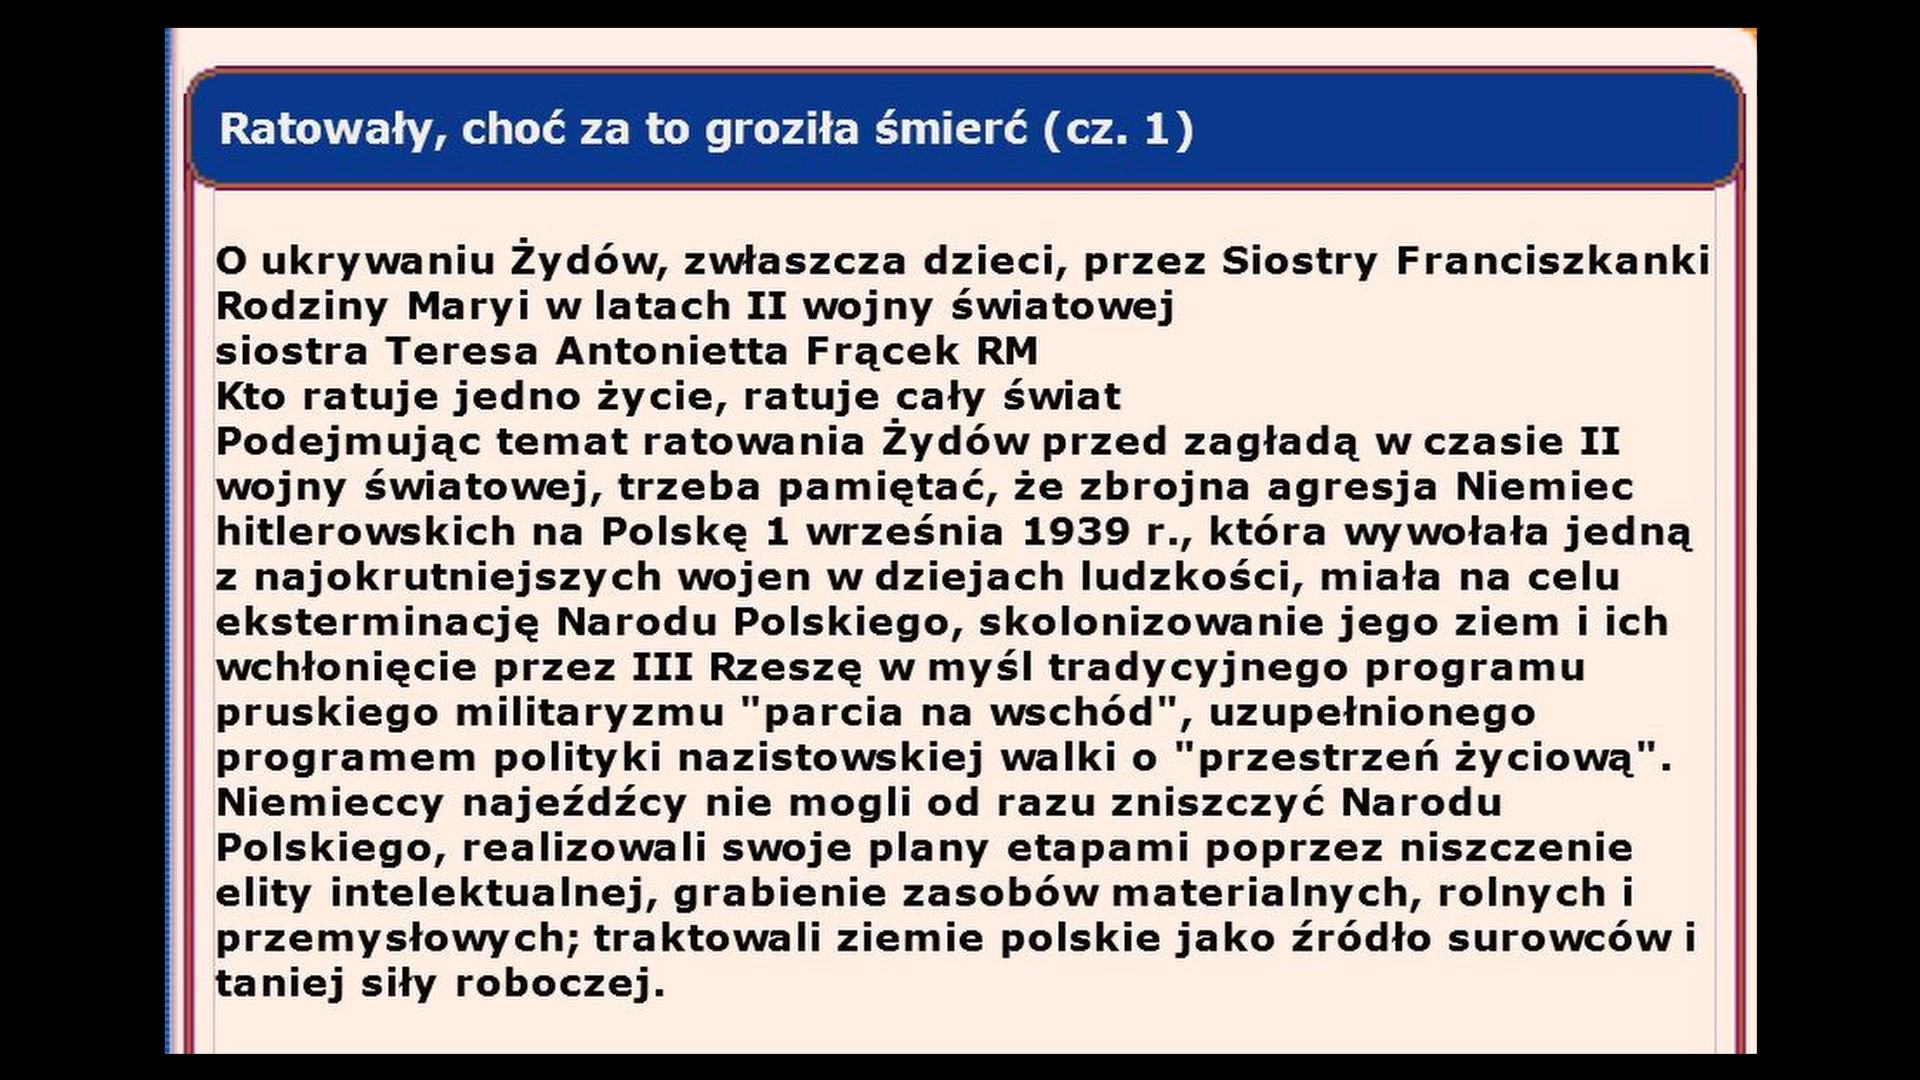 Ratowały, choć za to groziła śmierć (cz. 1)
O ukrywaniu Żydów, zwłaszcza dzieci, przez Siostry Franciszkanki
Rodziny Maryi w latach II wojny światowej
siostra Teresa Antonietta Frącek RM
Kto ratuje jedno życie, ratuje cały świat
Podejmując temat ratowania Żydów przed zagładą w czasie II
wojny światowej, trzeba pamiętać, że zbrojna agresja Niemiec
hitlerowskich na Polskę 1 września 1939 r., która wywołała jedną
z najokrutniejszych wojen w dziejach ludzkości, miała na celu
eksterminację Narodu Polskiego, skolonizowanie jego ziem i ich
wchłonięcie przez III Rzeszę w myśl tradycyjnego programu
pruskiego militaryzmu "parcia na wschód", uzupełnionego
programem polityki nazistowskiej walki o "przestrzeń życiową".
Niemieccy najeźdźcy nie mogli od razu zniszczyć Narodu
Polskiego, realizowali swoje plany etapami poprzez niszczenie
elity intelektualnej, grabienie zasobów materialnych, rolnych i
przemysłowych; traktowali ziemie polskie jako źródło surowców i
taniej siły roboczej.